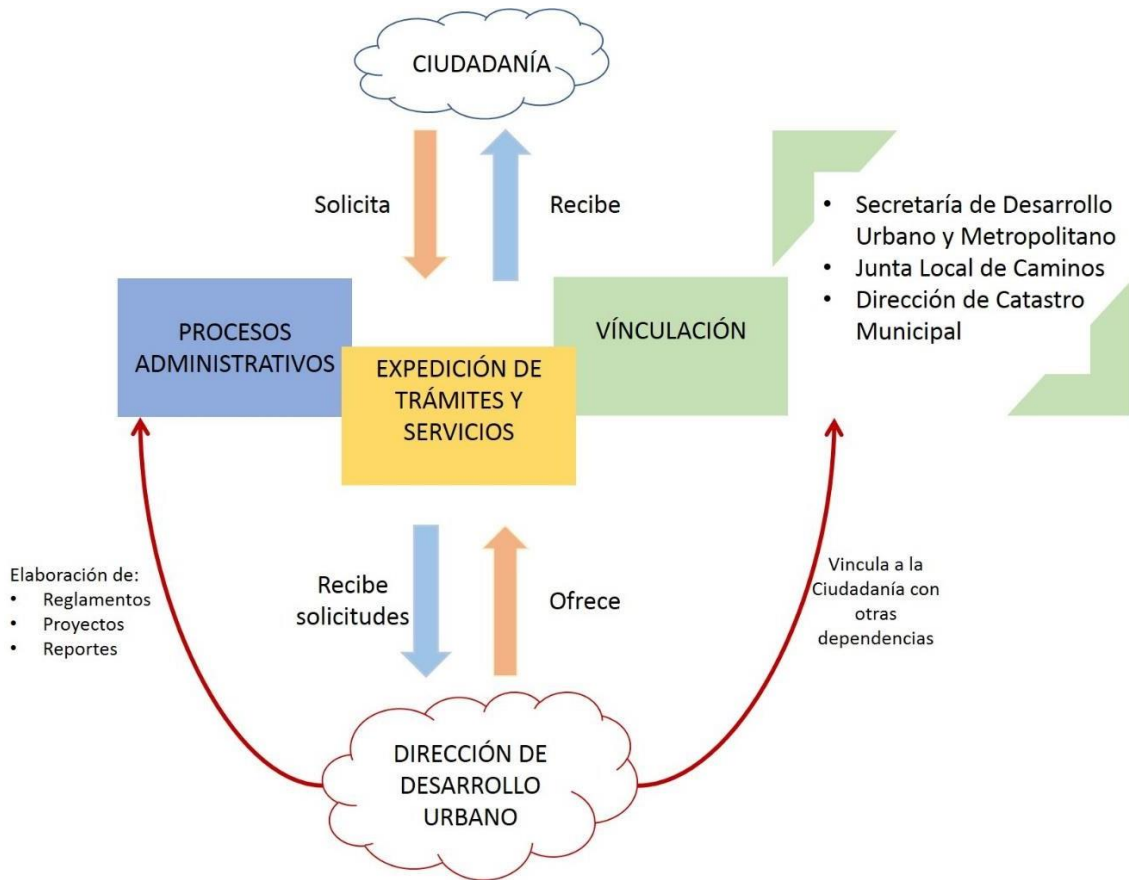 CIUDADANÍA
Solicita
Recibe
• Secretaría de Desarrollo
Urbano y Metropolitano
• Junta Local de Caminos
• Dirección de Catastro
Municipal
PROCESOS
ADMINISTRATIVOS
EXPEDICIÓN DE
TRÁMITES Y
SERVICIOS
VÍNCULACIÓN
Elaboración de:
• Reglamentos
• Proyectos
• Reportes
Recibe
solicitudes
Ofrece
Vincula a la
Ciudadanía con
otras
dependencias
DIRECCIÓN DE
DESARROLLO
URBANO